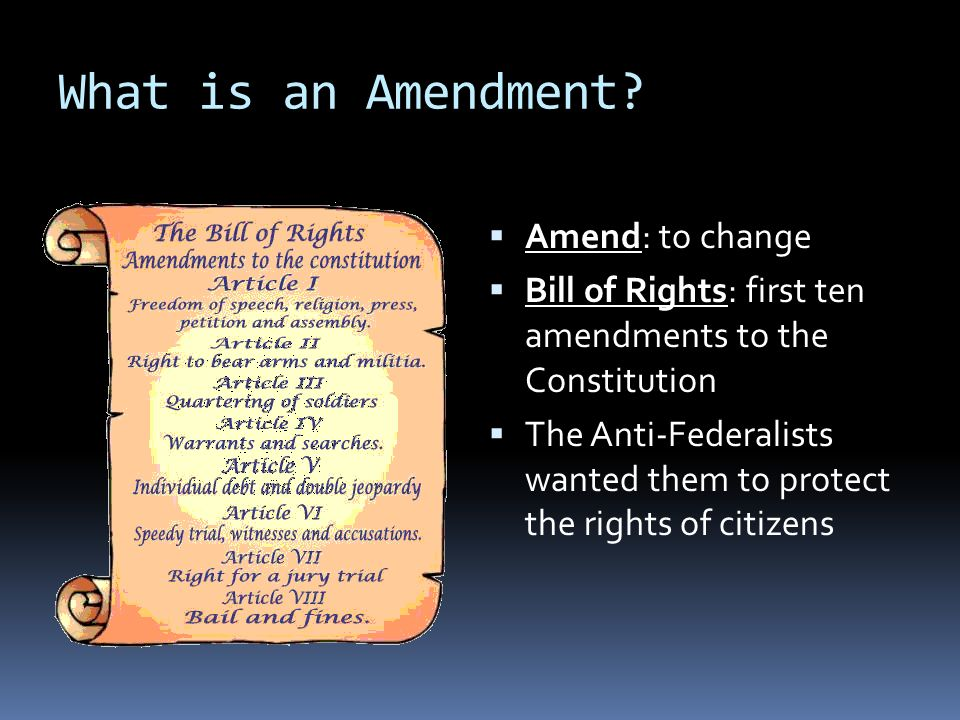 What is an Amendment?
The Bill of Rights
Amendments to the constitution
Article I
Freedom of speech, religion, press,
petition and assembly.
Article II
Right to bear arms and militia.
Article III
Quartering of soldiers
Article IV
Warrants and searches.
Article V
Individual debt and double jeopardy
Article VI
Speedy trial, witnesses and accusations.
Article VII
Right for a jury trial
Article VIII
Bail and fines.
Amend: to change
Bill of Rights: first ten
amendments to the
Constitution
The Anti-Federalists
wanted them to protect
the rights of citizens